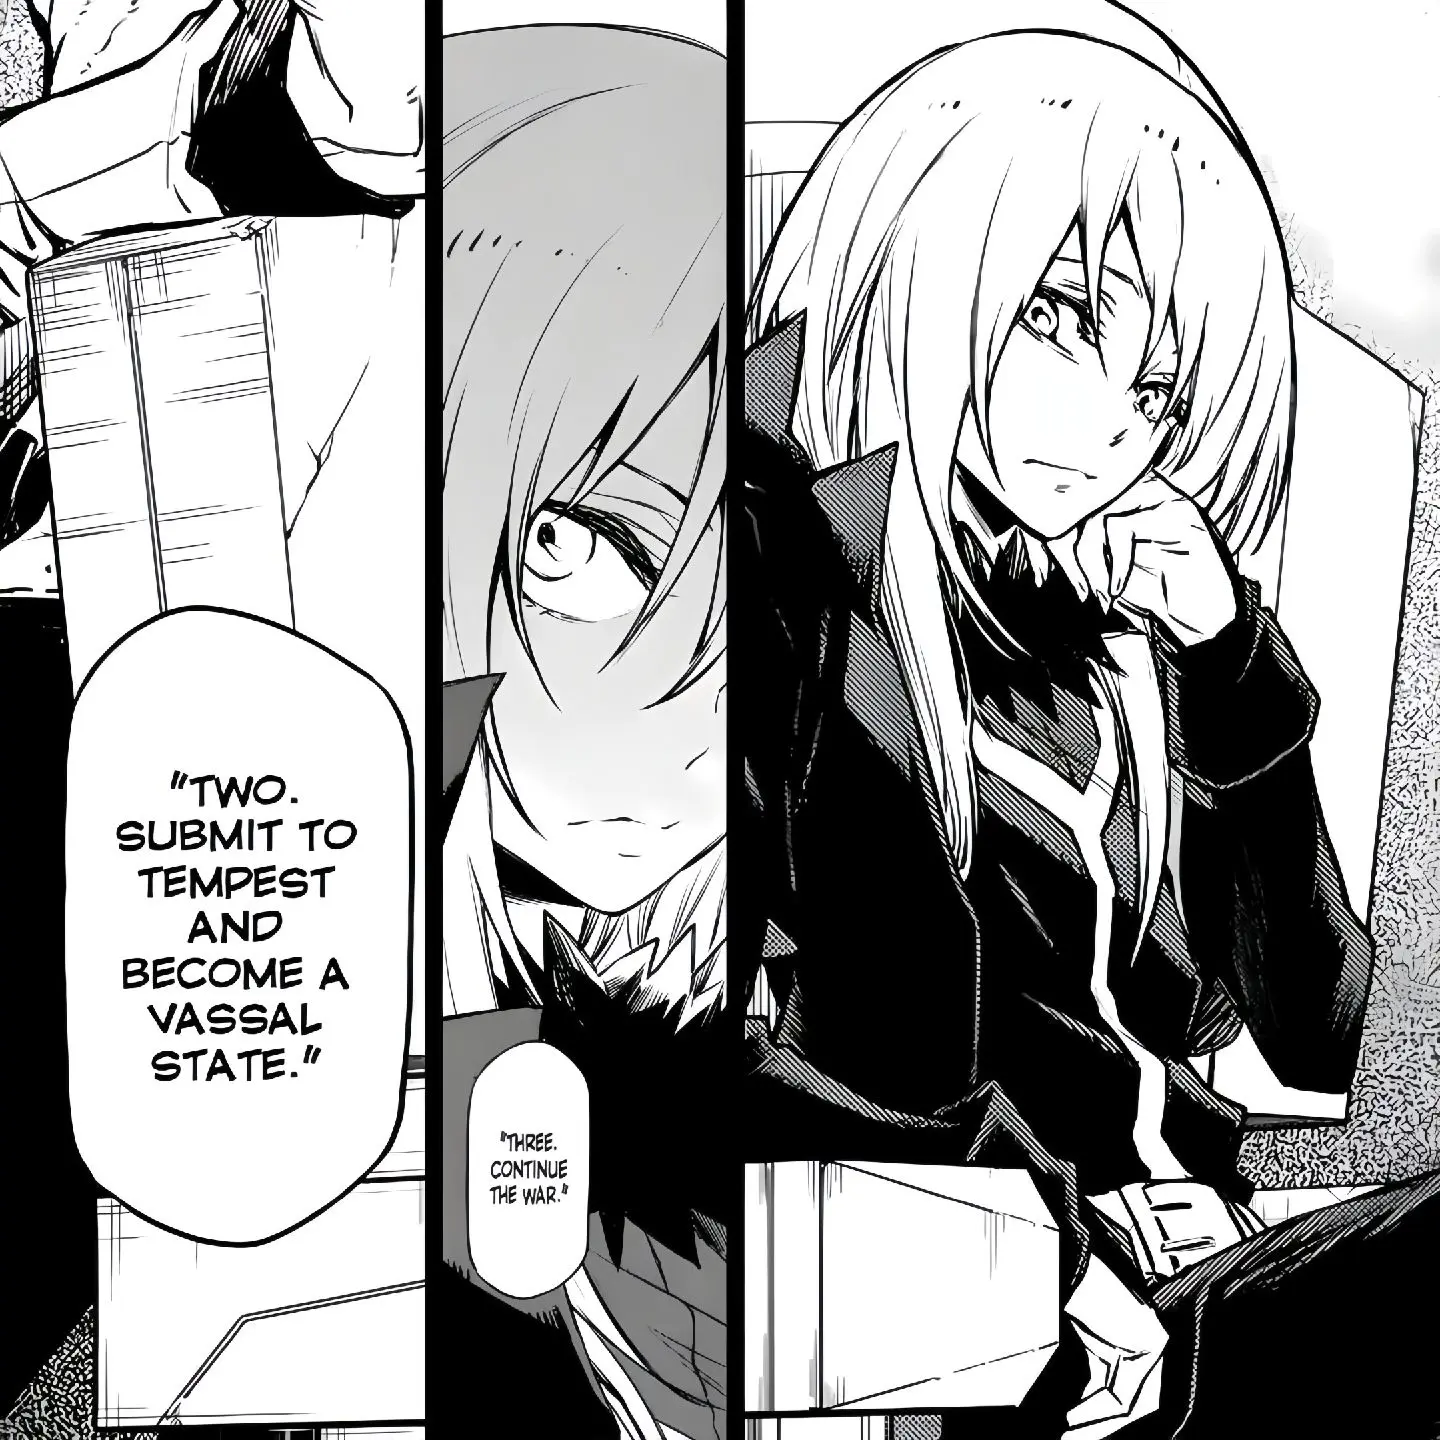 "TWO.
SUBMIT TO
TEMPEST
AND
BECOME A
VASSAL
STATE."
"THREE.
CONTINUE
THE WAR."